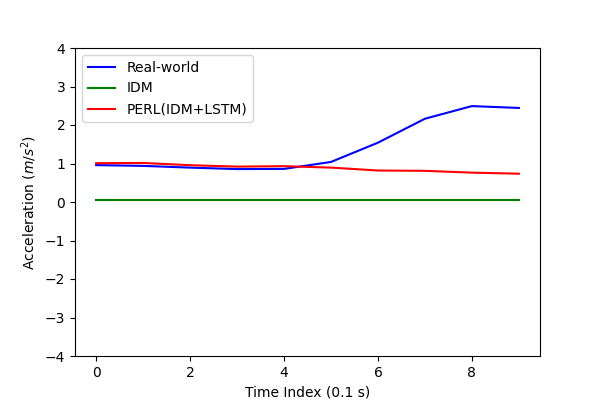 4
3
2
1
0
−1
−2
−3
−4
Acceleration (m/s²)
Real-world
IDM
PERL(IDM+LSTM)
0 2 4 6 8
Time Index (0.1 s)